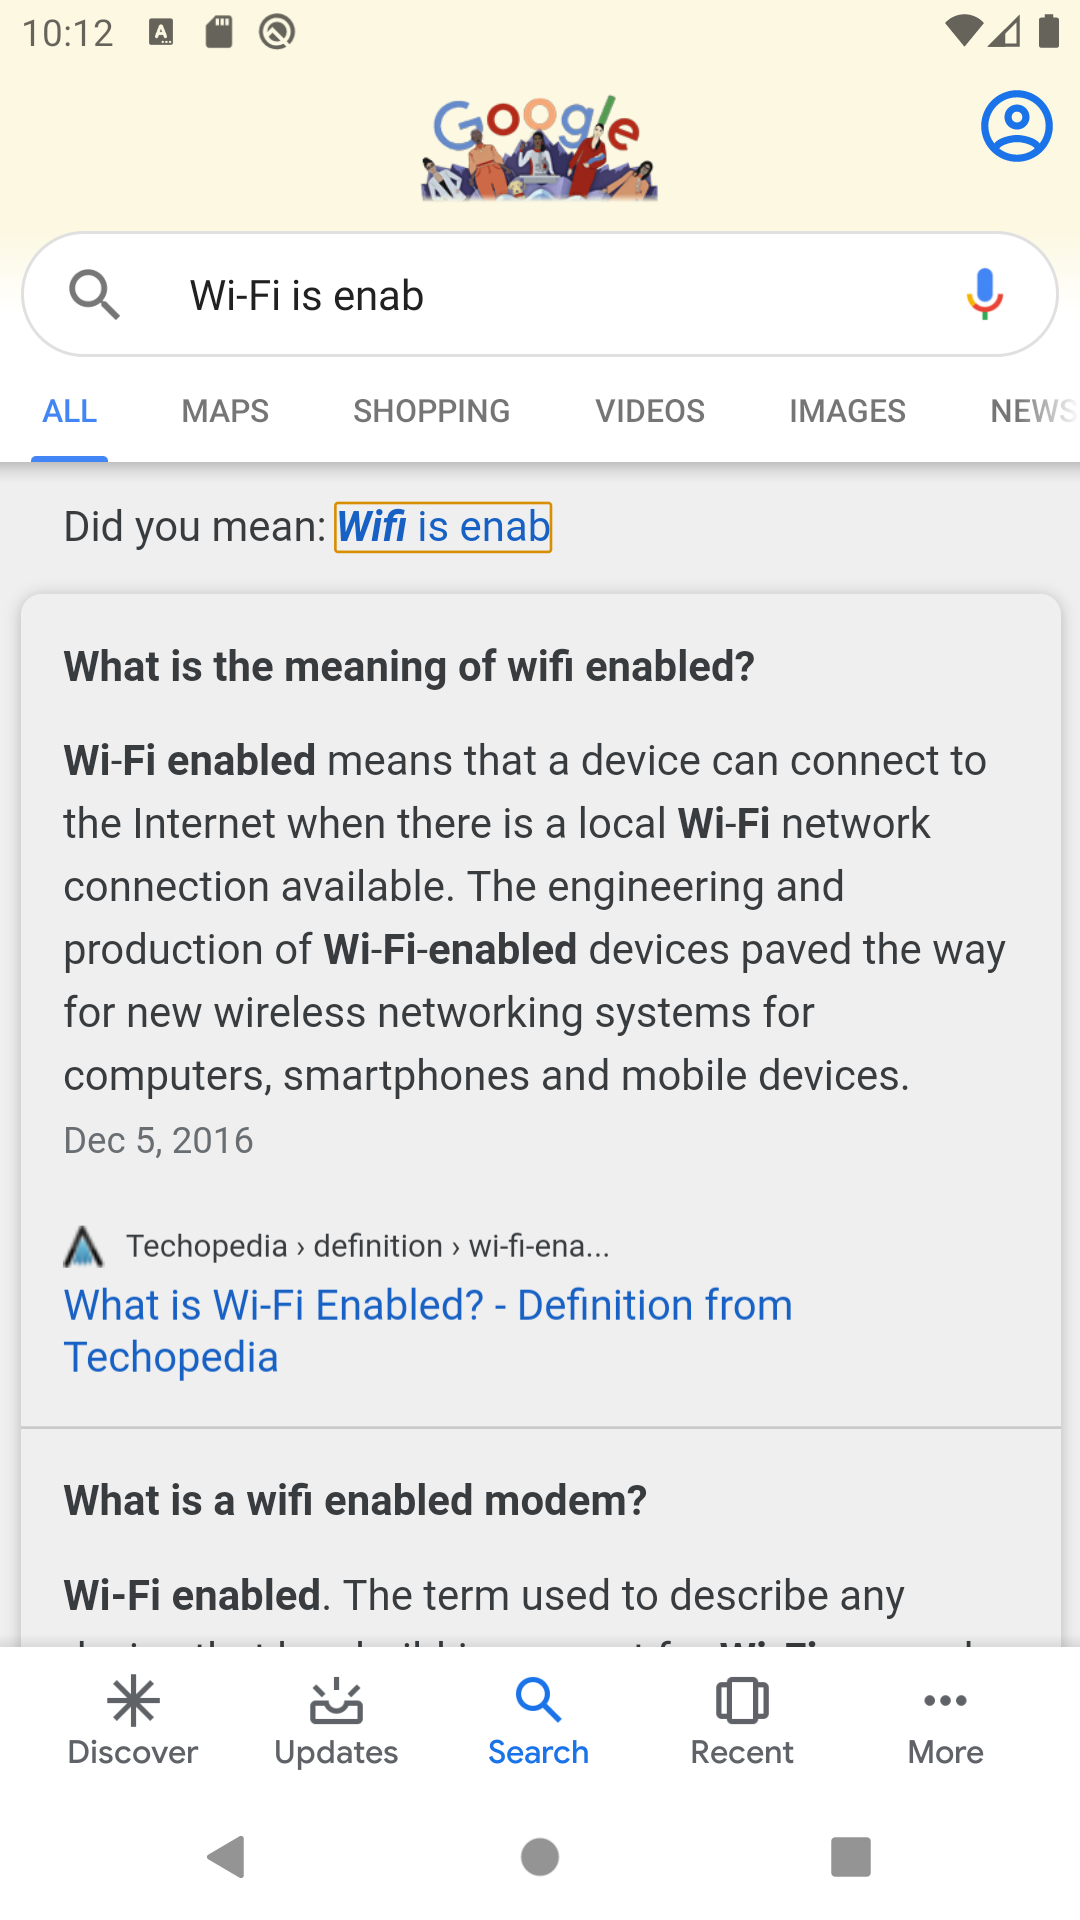 10:12
Google
Wi-Fi is enab
ALL MAPS SHOPPING VIDEOS IMAGES NEWS
Did you mean: Wifi is enab
What is the meaning of wifi enabled?
Wi-Fi enabled means that a device can connect to
the Internet when there is a local Wi-Fi network
connection available. The engineering and
production of Wi-Fi-enabled devices paved the way
for new wireless networking systems for
computers, smartphones and mobile devices.
Dec 5, 2016
Techopedia › definition › wi-fi-ena...
What is Wi-Fi Enabled? - Definition from
Techopedia
What is a wifi enabled modem?
Wi-Fi enabled. The term used to describe any
Discover Updates Search Recent More